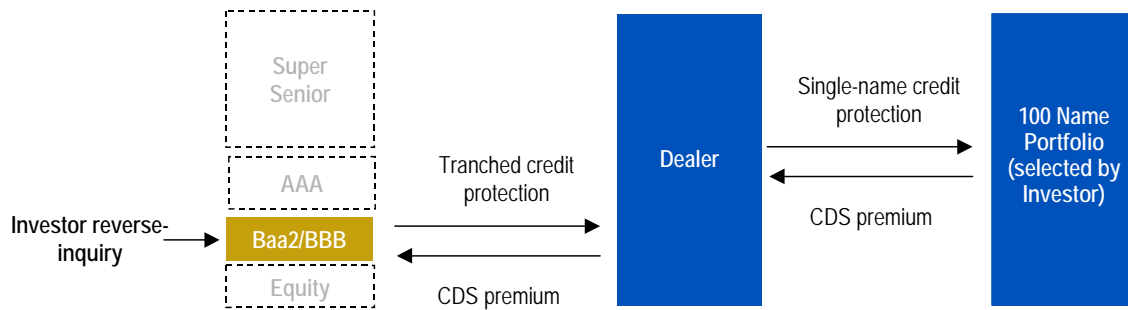 Super
Senior
AAA
Investor reverse-
inquiry
Baa2/BBB
Equity
Tranched credit
protection
CDS premium
Dealer
Single-name credit
protection
CDS premium
100 Name
Portfolio
(selected by
Investor)